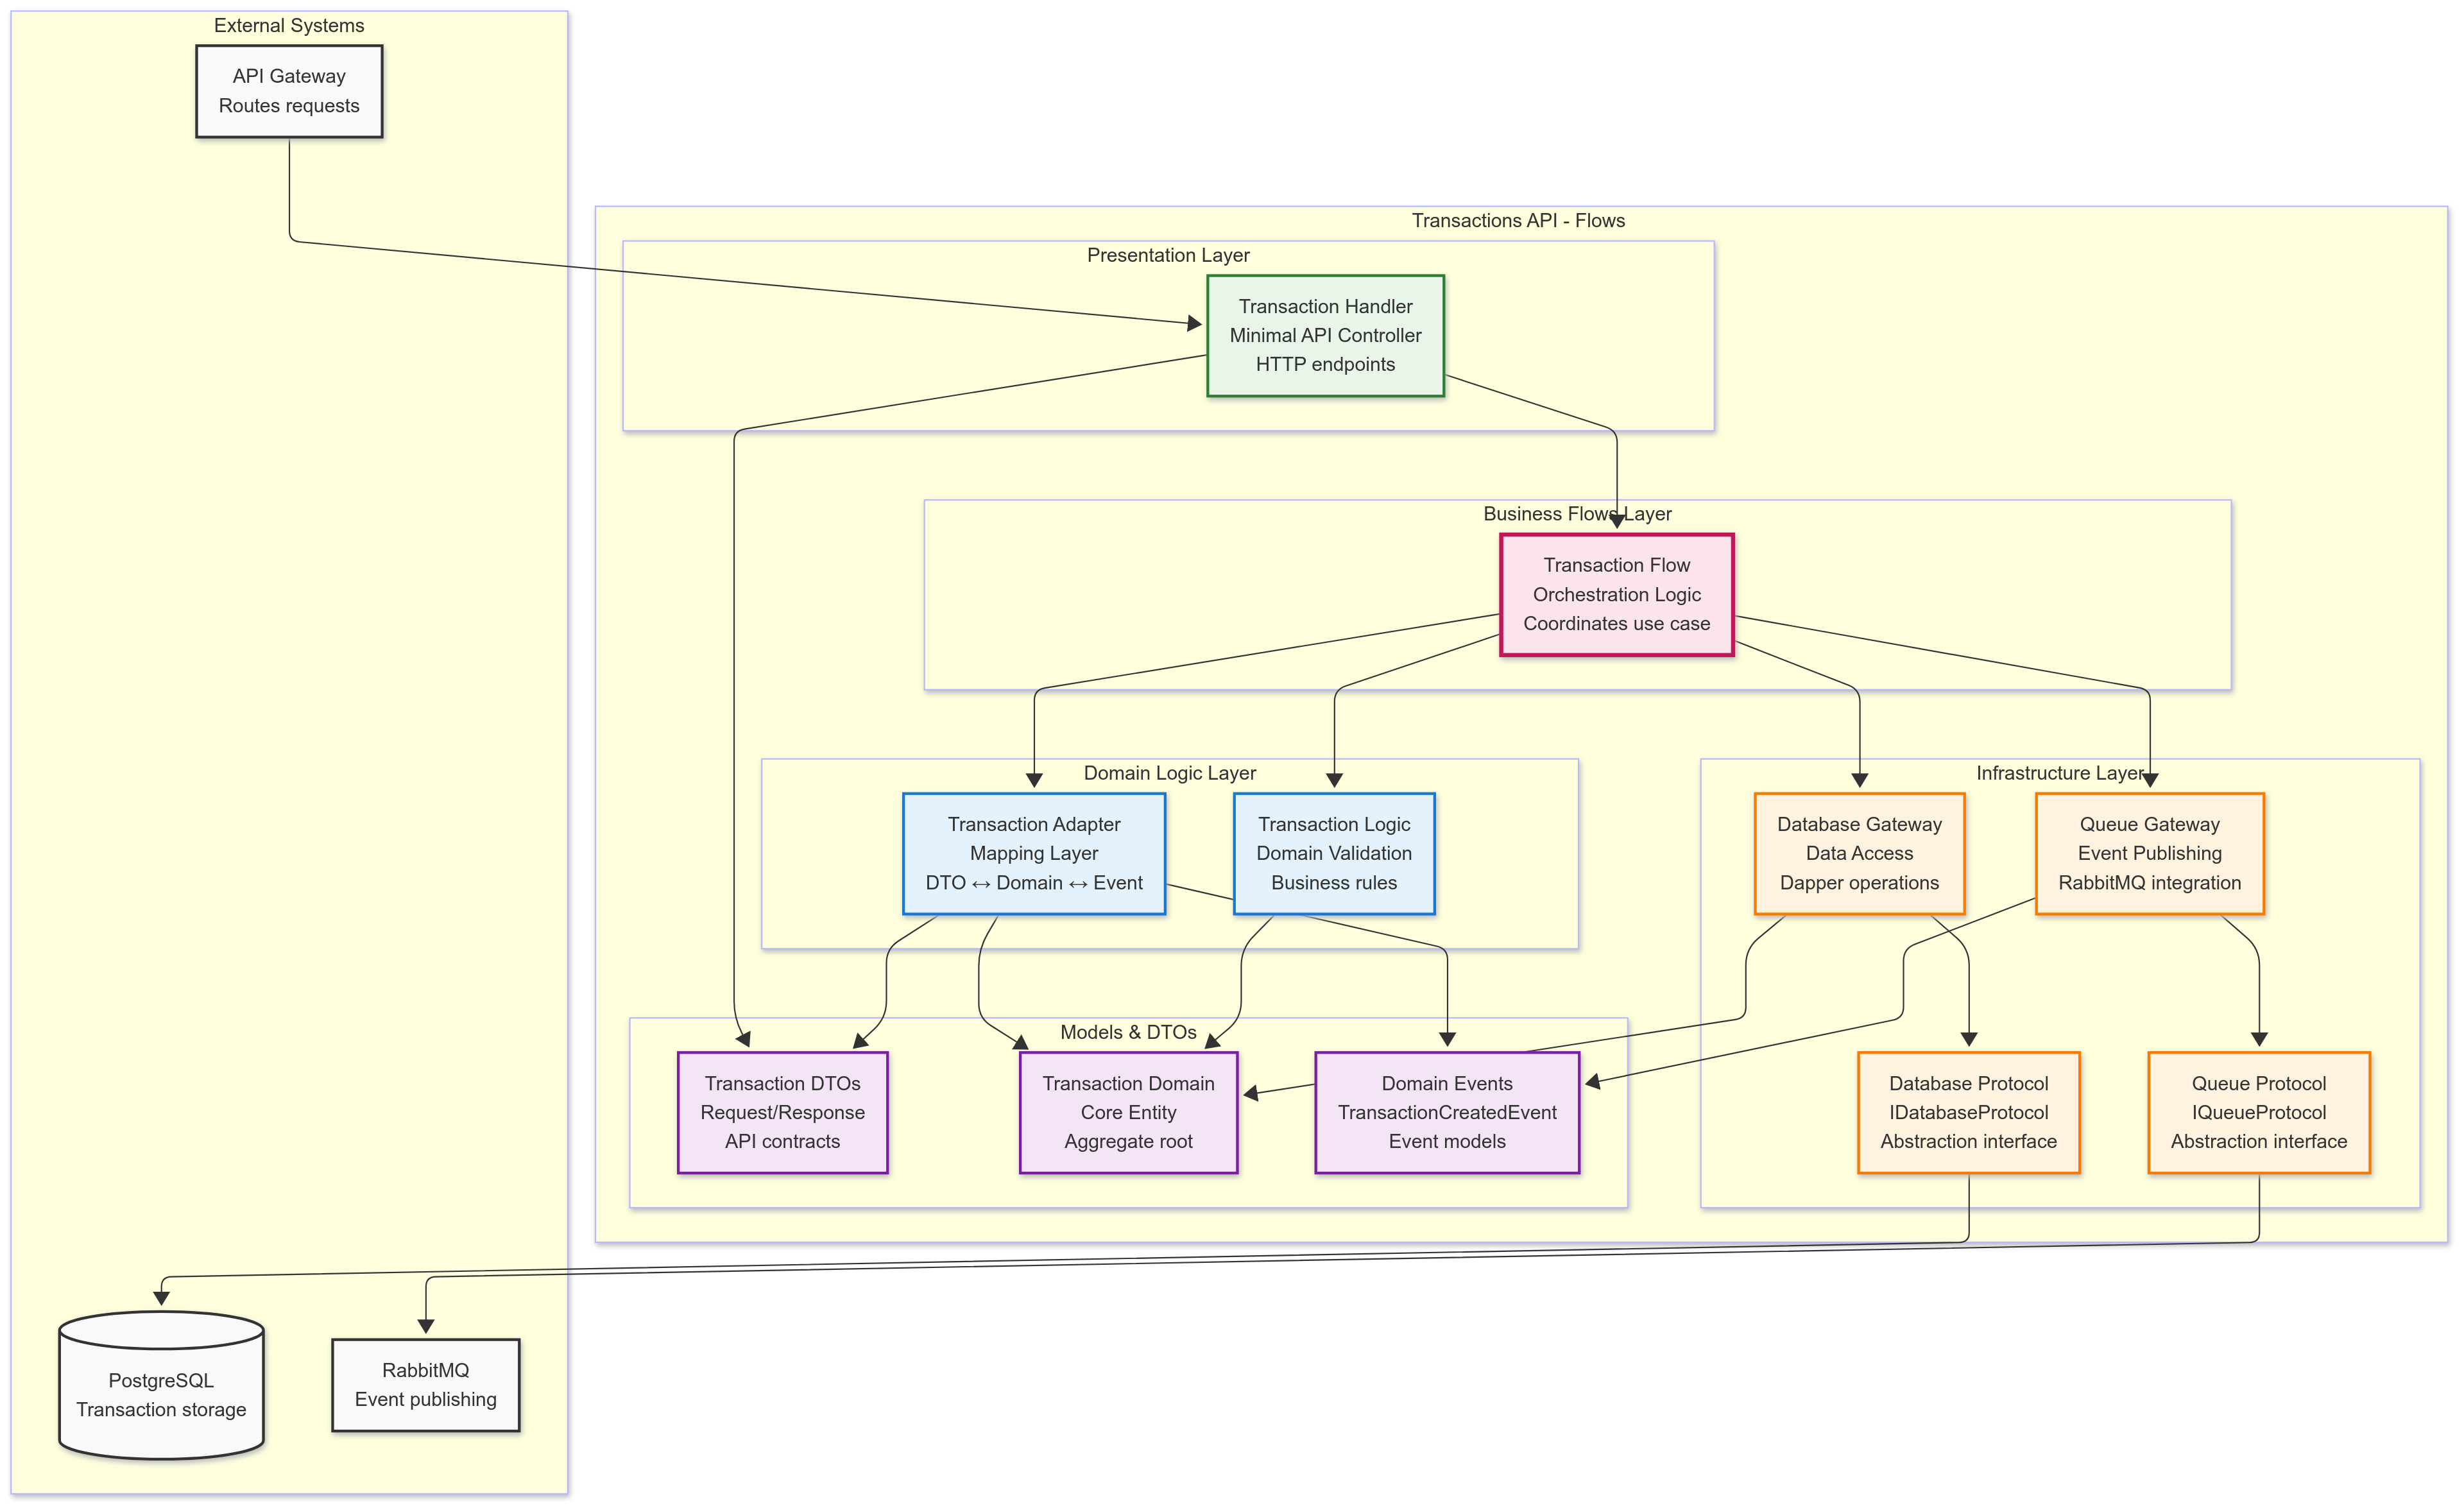 External Systems
API Gateway
Routes requests
Transactions API - Flows
Presentation Layer
Transaction Handler
Minimal API Controller
HTTP endpoints
Business Flows Layer
Transaction Flow
Orchestration Logic
Coordinates use case
Domain Logic Layer
Transaction Adapter
Mapping Layer
DTO ↔ Domain ↔ Event
Transaction Logic
Domain Validation
Business rules
Infrastructure Layer
Database Gateway
Data Access
Dapper operations
Queue Gateway
Event Publishing
RabbitMQ integration
Models & DTOs
Transaction DTOs
Request/Response
API contracts
Transaction Domain
Core Entity
Aggregate root
Domain Events
TransactionCreatedEvent
Event models
Database Protocol
IDatabaseProtocol
Abstraction interface
Queue Protocol
IQueueProtocol
Abstraction interface
PostgreSQL
Transaction storage
RabbitMQ
Event publishing